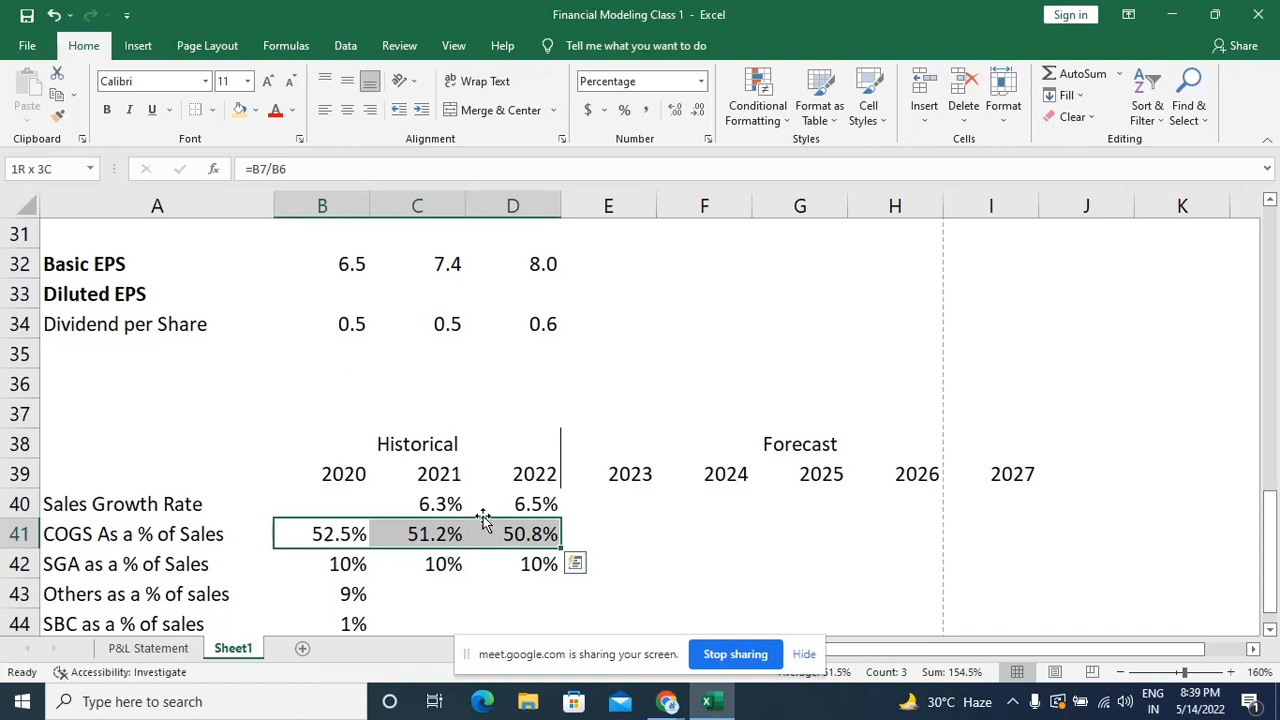 Financial Modeling Class 1 - Excel
Sign in
File Home Insert Page Layout Formulas Data Review View Help Tell me what you want to do Share
Paste
Calibri 11
B I U
Wrap Text
Merge & Center
Percentage
$ % ,
Conditional Formatting
Format as Table
Cell Styles
Insert
Delete
Format
AutoSum
Fill
Clear
Sort & Filter
Find & Select
Clipboard Font Alignment Number Styles Cells Editing
1R x 3C fx =B7/B6
A B C D E F G H I J K
31
32 Basic EPS 6.5 7.4 8.0
33 Diluted EPS
34 Dividend per Share 0.5 0.5 0.6
35
36
37
38 Historical Forecast
39 2020 2021 2022 2023 2024 2025 2026 2027
40 Sales Growth Rate 6.3% 6.5%
41 COGS As a % of Sales 52.5% 51.2% 50.8%
42 SGA as a % of Sales 10% 10% 10%
43 Others as a % of sales 9%
44 SBC as a % of sales 1%
P&L Statement Sheet1
meet.google.com is sharing your screen. Stop sharing Hide
Ready Accessibility: Investigate Count: 3 Sum: 154.5% 160%
Type here to search
30°C Haze
ENG
IN
8:39 PM
5/14/2022